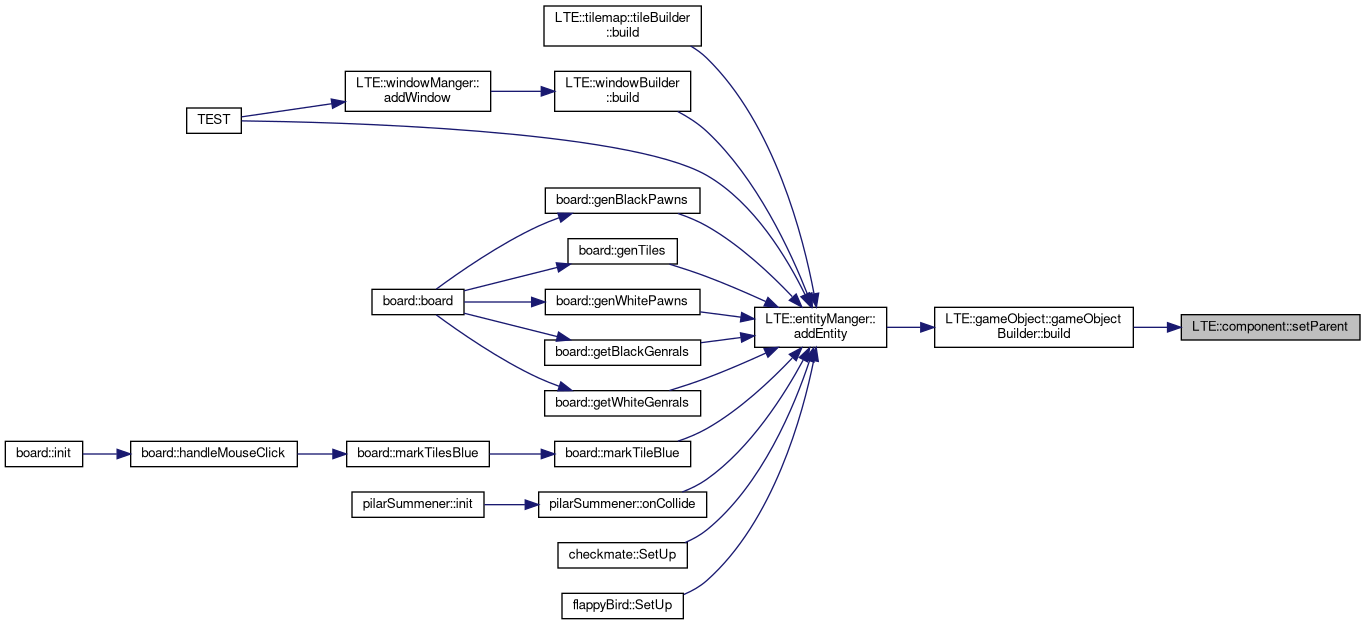 LTE::tilemap::tileBuilder
::build
LTE::windowManger::
addWindow
LTE::windowBuilder
::build
TEST
board::genBlackPawns
board::genTiles
board::board
board::genWhitePawns
LTE::entityManger::
addEntity
LTE::gameObject::gameObject
Builder::build
LTE::component::setParent
board::getBlackGenrals
board::getWhiteGenrals
board::init
board::handleMouseClick
board::markTilesBlue
board::markTileBlue
pilarSummener::init
pilarSummener::onCollide
checkmate::SetUp
flappyBird::SetUp